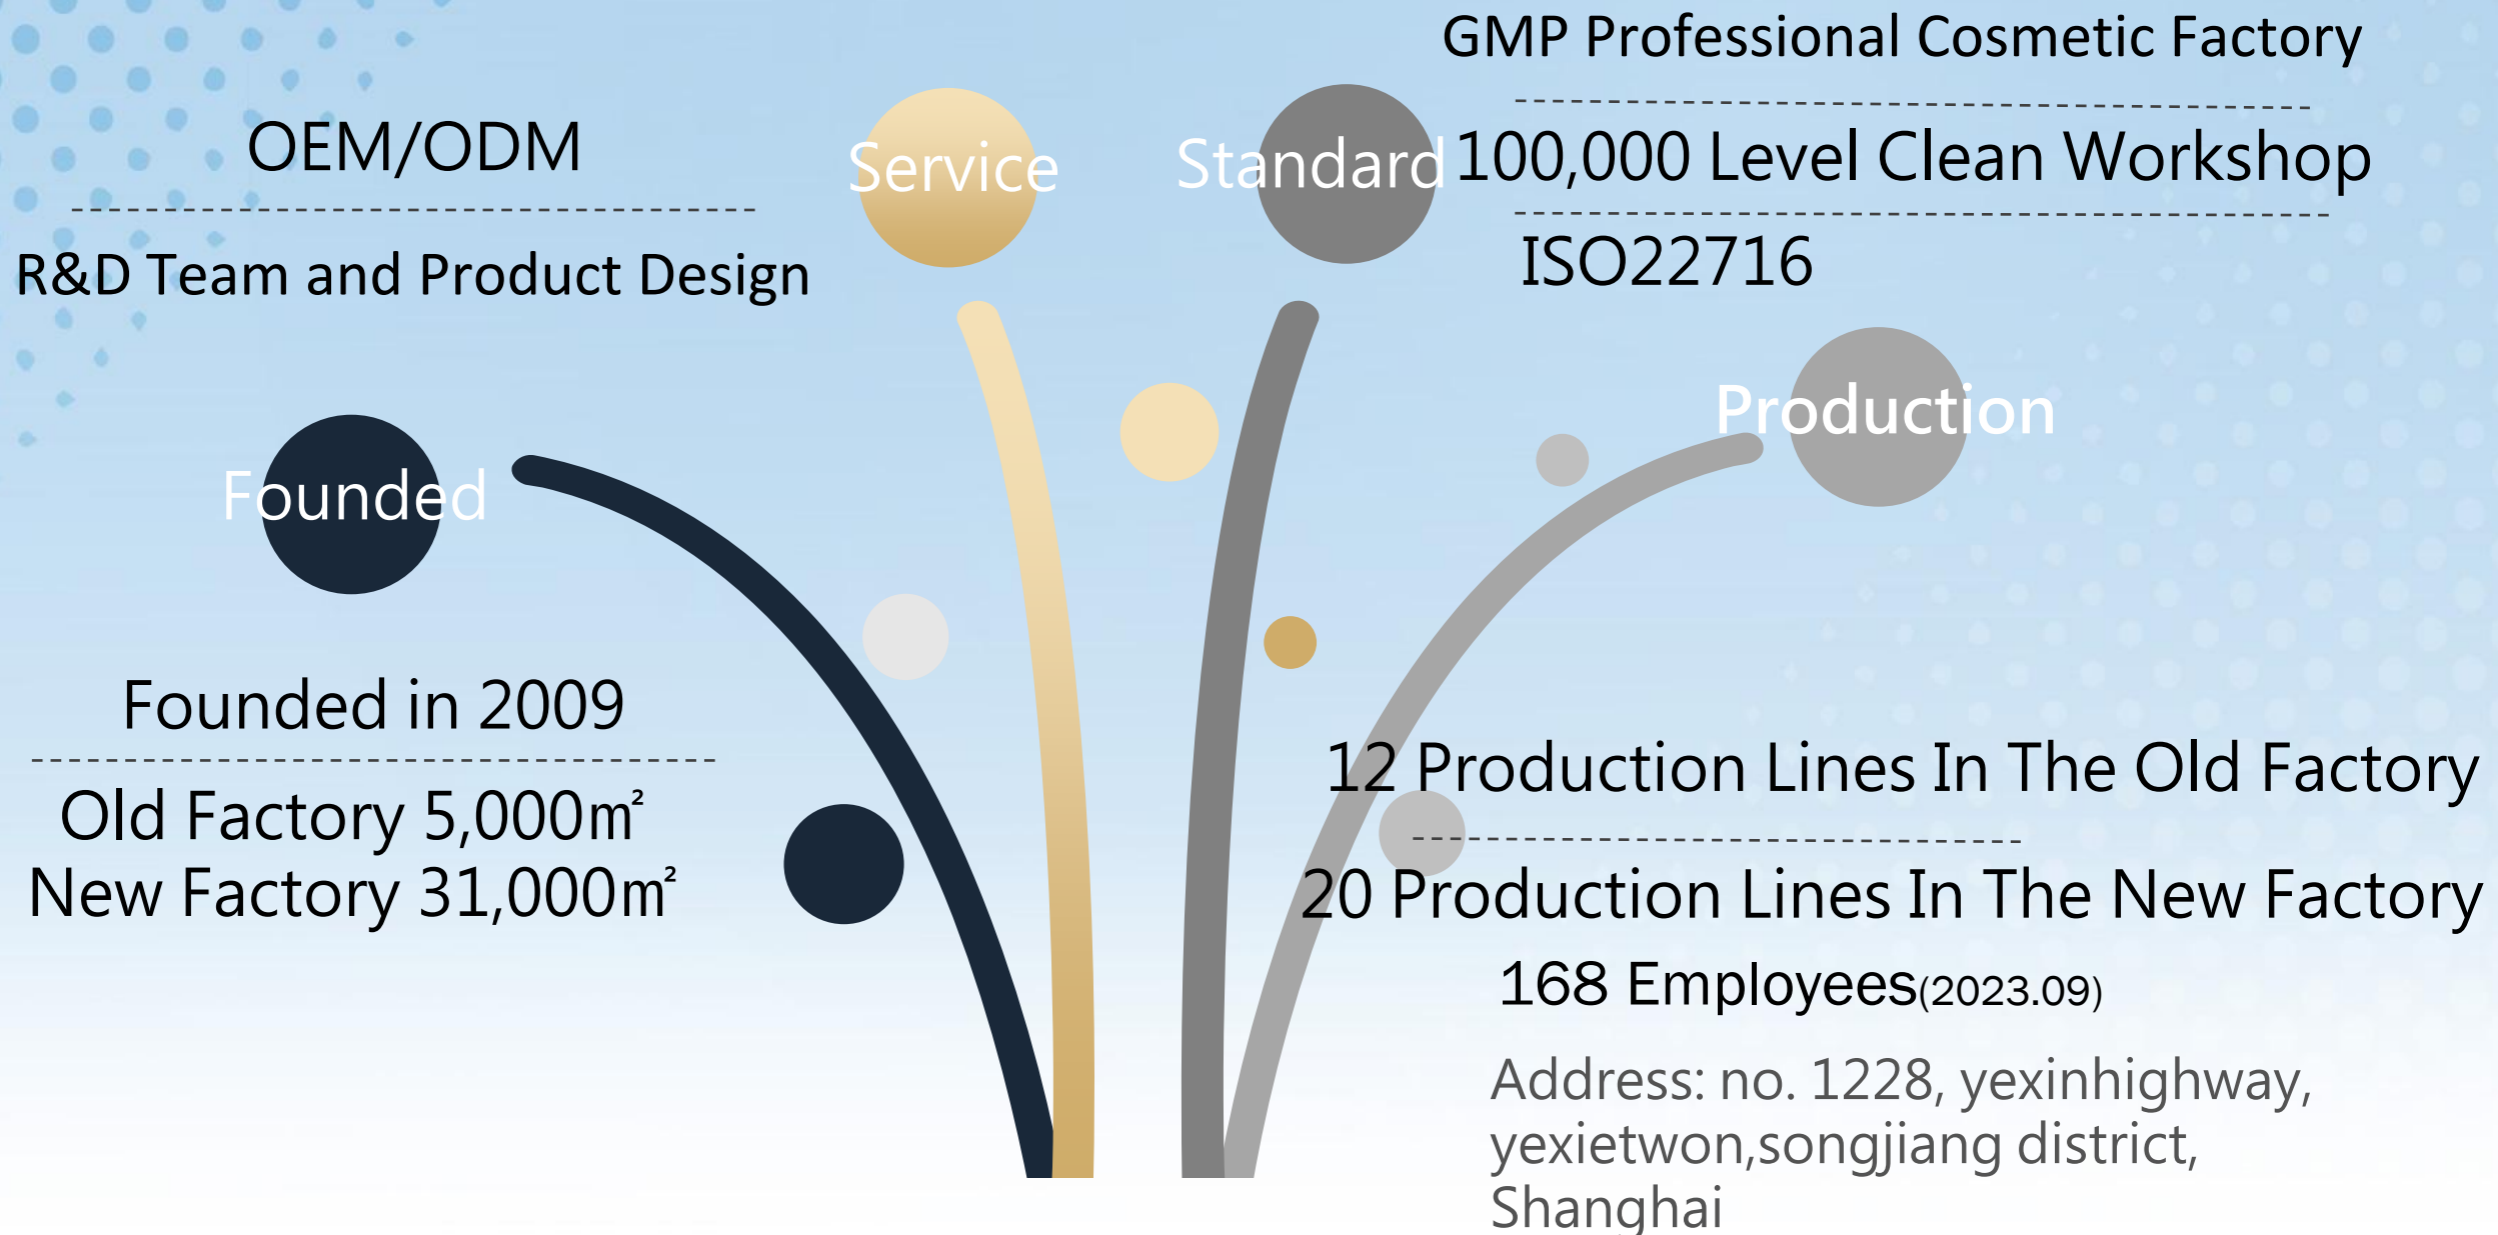 OEM/ODM
R&D Team and Product Design
Service
Standard
GMP Professional Cosmetic Factory
100,000 Level Clean Workshop
ISO22716
Founded
Founded in 2009
Old Factory 5,000㎡
New Factory 31,000㎡
Production
12 Production Lines In The Old Factory
20 Production Lines In The New Factory
168 Employees(2023.09)
Address: no. 1228, yexinhighway,
yexietwon,songjiang district,
Shanghai